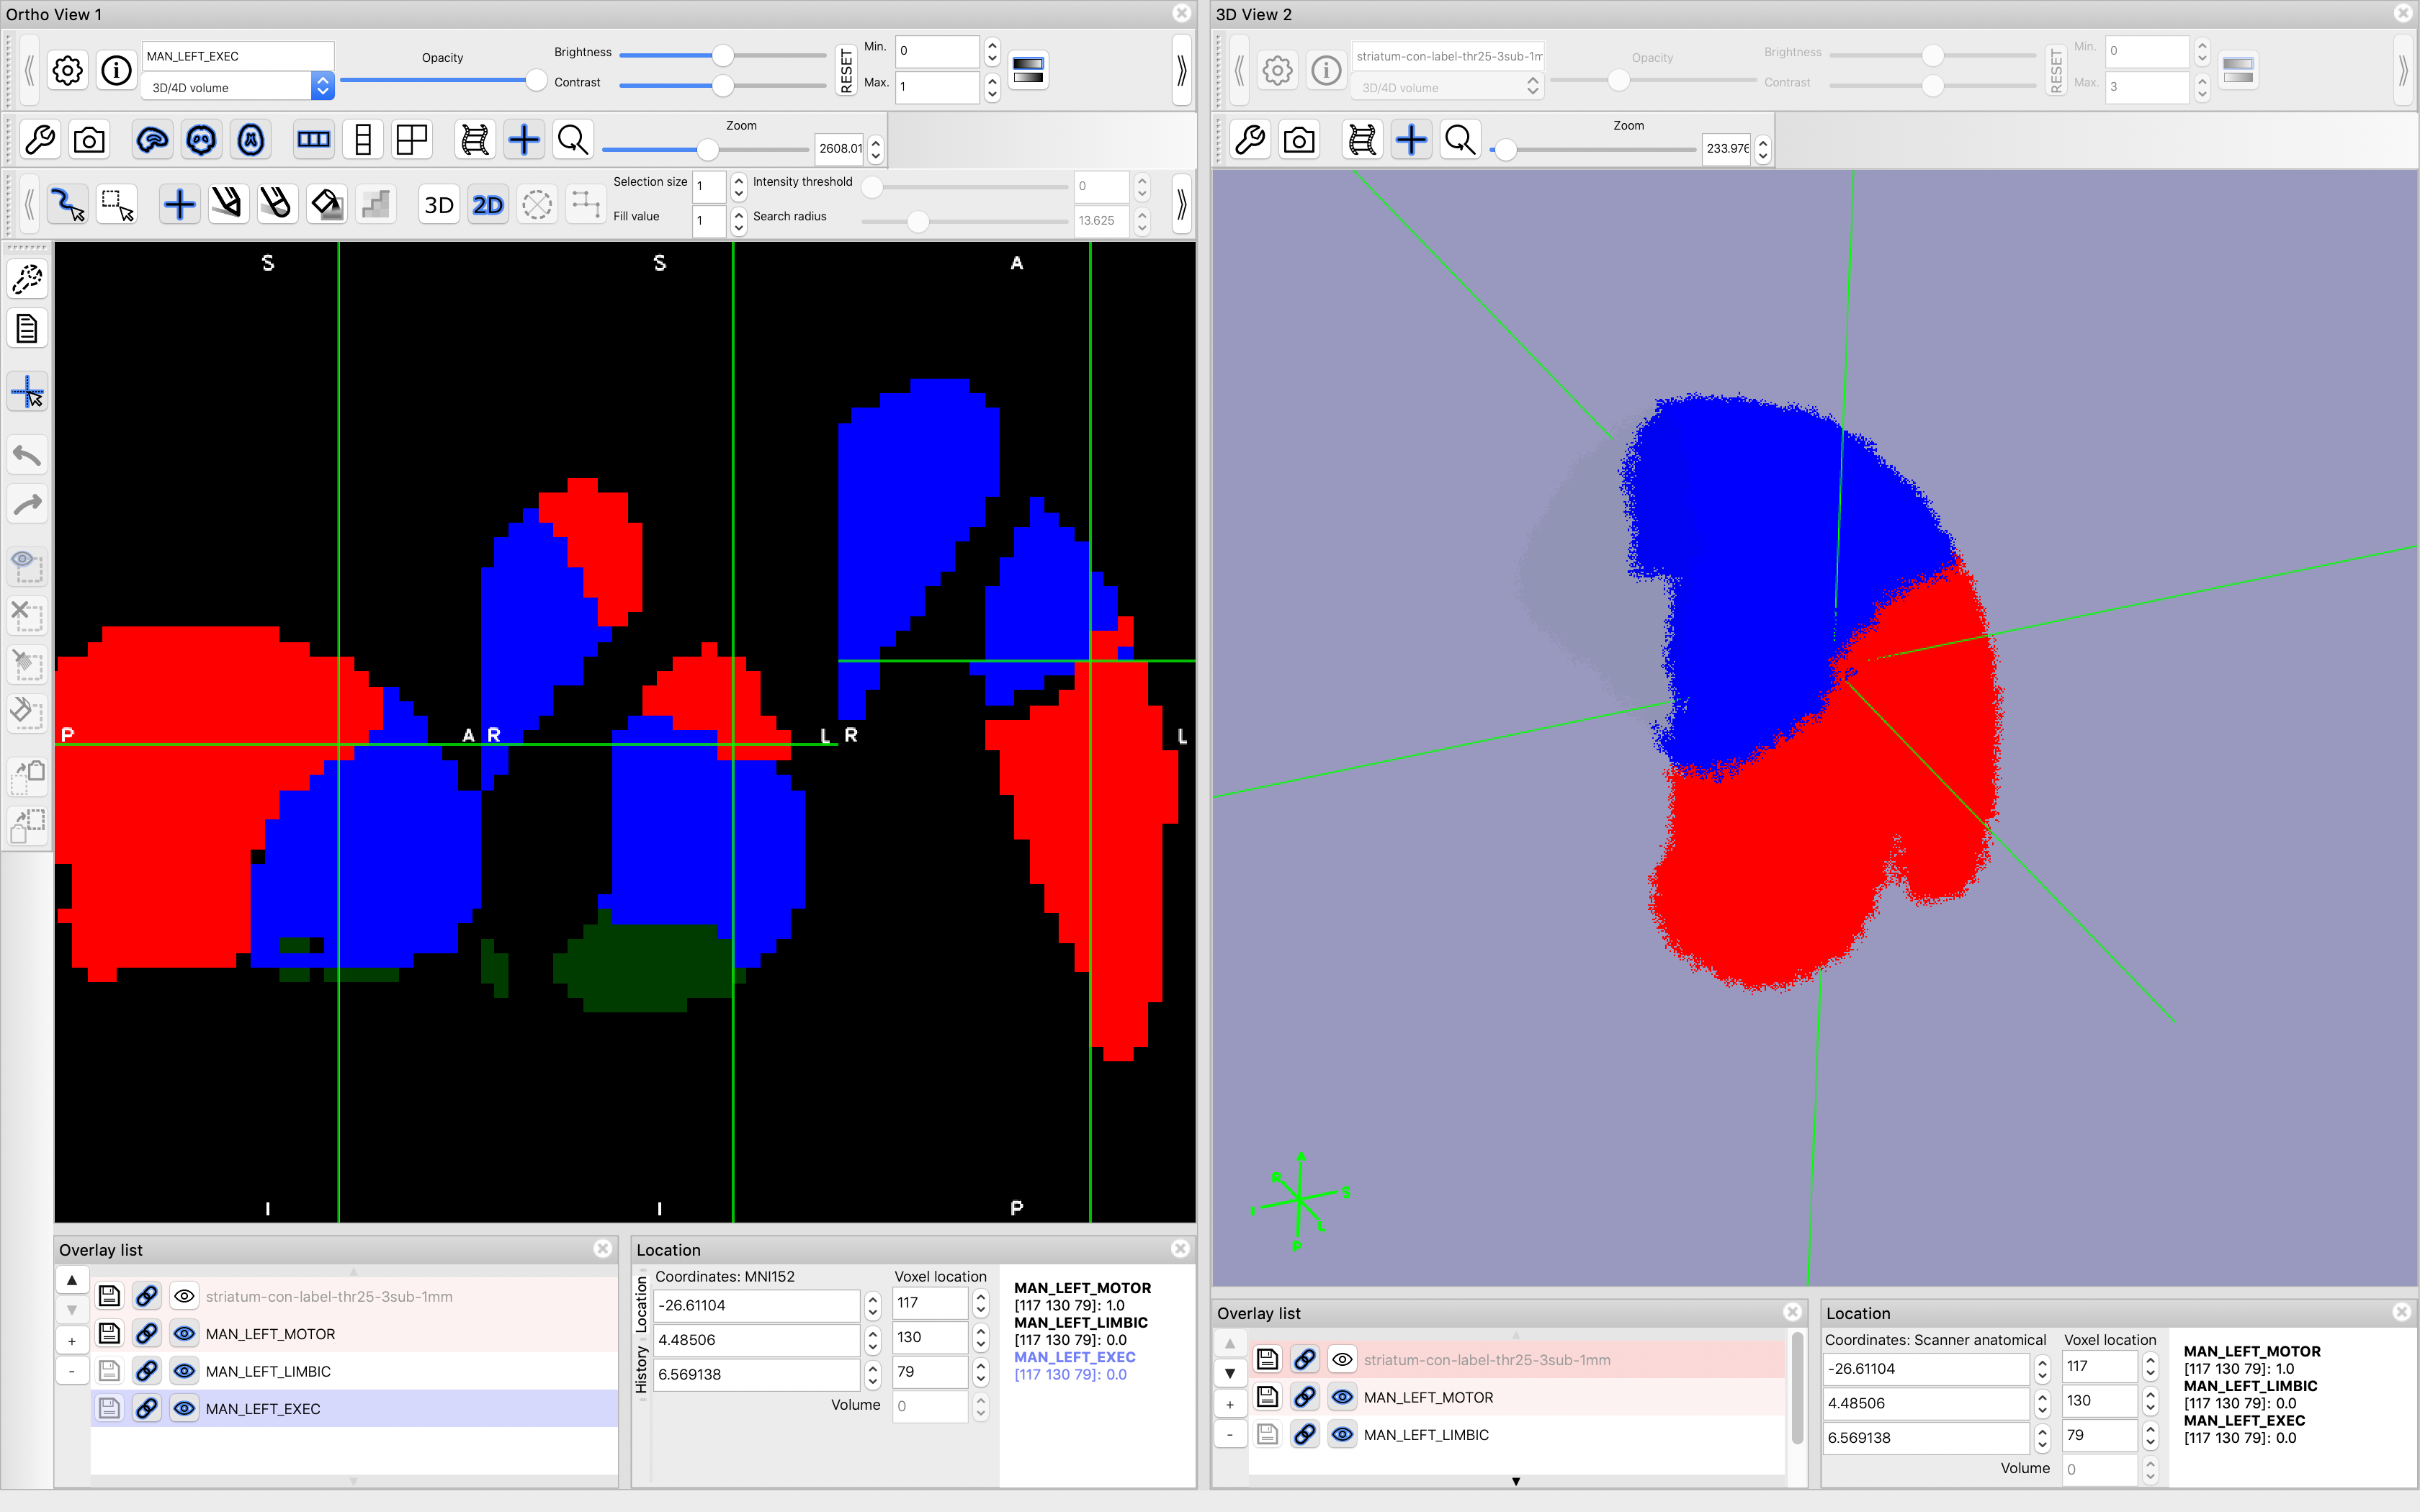 Ortho View 1
MAN_LEFT_EXEC
3D/4D volume
Opacity
Brightness
Contrast
RESET
Min.
0
Max.
1
Zoom
2608.01
3D
2D
Selection size
1
Fill value
1
Intensity threshold
0
Search radius
13.625
S
S
A
P
A
R
L
R
L
I
I
P
Overlay list
striatum-con-label-thr25-3sub-1mm
MAN_LEFT_MOTOR
MAN_LEFT_LIMBIC
MAN_LEFT_EXEC
+
-
Location
Location
History
Coordinates: MNI152
Voxel location
-26.61104
117
4.48506
130
6.569138
79
Volume
0
MAN_LEFT_MOTOR
[117 130 79]: 1.0
MAN_LEFT_LIMBIC
[117 130 79]: 0.0
MAN_LEFT_EXEC
[117 130 79]: 0.0
3D View 2
striatum-con-label-thr25-3sub-1m
3D/4D volume
Opacity
Brightness
Contrast
RESET
Min.
0
Max.
3
Zoom
233.976
A
R
S
I
L
P
Overlay list
striatum-con-label-thr25-3sub-1mm
MAN_LEFT_MOTOR
MAN_LEFT_LIMBIC
+
-
Location
Coordinates: Scanner anatomical
Voxel location
-26.61104
117
4.48506
130
6.569138
79
Volume
0
MAN_LEFT_MOTOR
[117 130 79]: 1.0
MAN_LEFT_LIMBIC
[117 130 79]: 0.0
MAN_LEFT_EXEC
[117 130 79]: 0.0